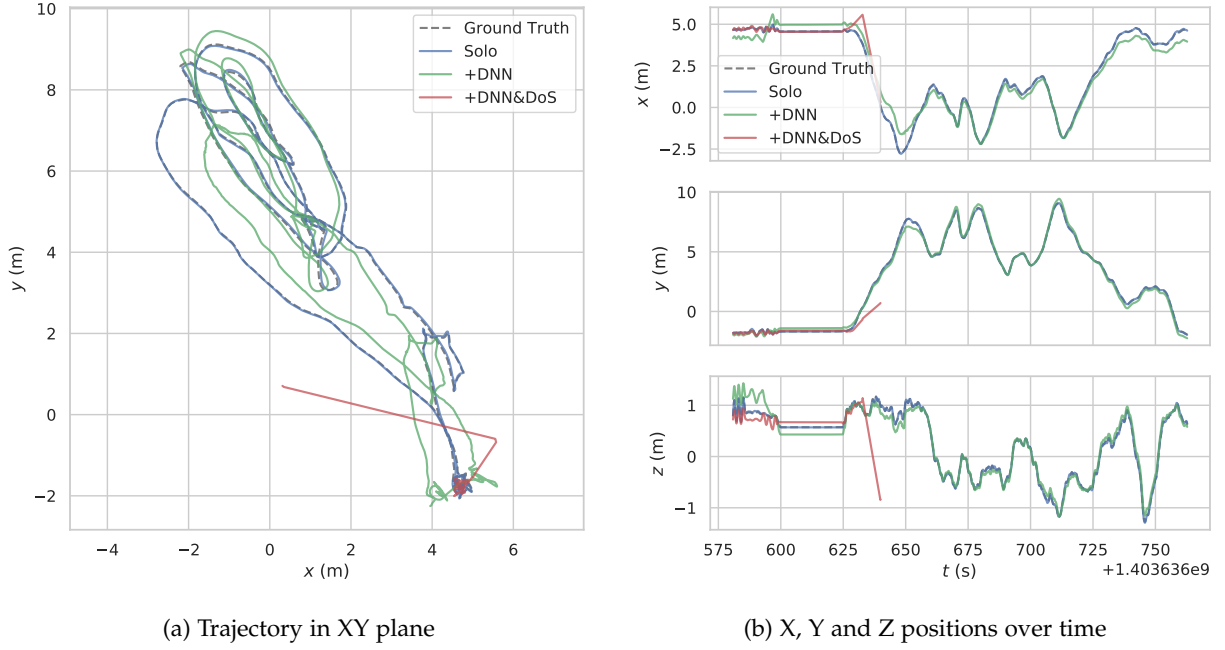 10
8
6
4
2
0
−2
y (m)
−4
−2
0
2
4
6
x (m)
Ground Truth
Solo
+DNN
+DNN&DoS
(a) Trajectory in XY plane
5.0
2.5
0.0
−2.5
x (m)
Ground Truth
Solo
+DNN
+DNN&DoS
10
5
0
y (m)
1
0
−1
z (m)
575
600
625
650
675
700
725
750
t (s)
+1.403636e9
(b) X, Y and Z positions over time